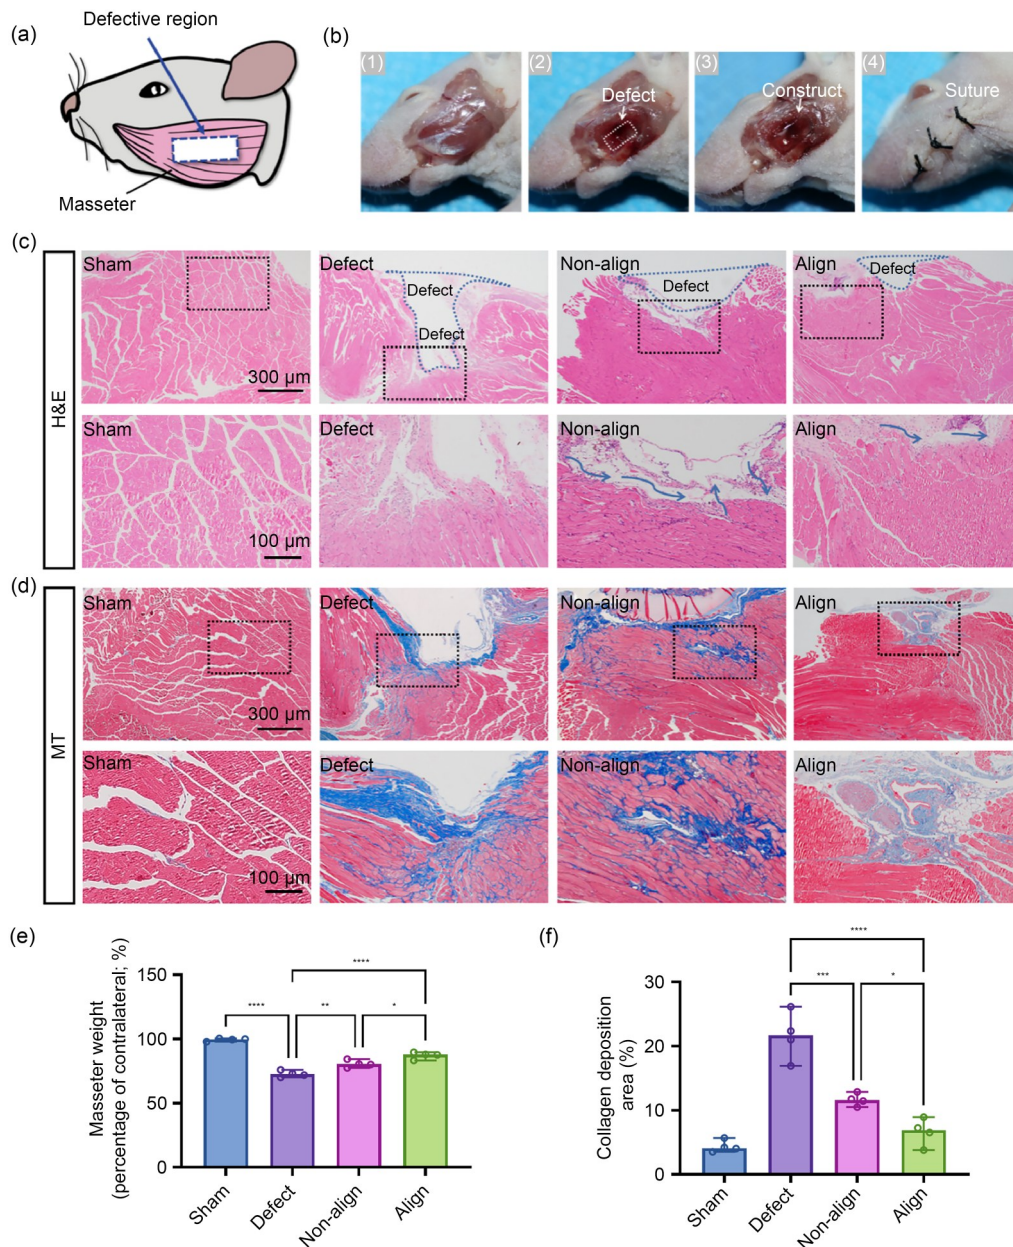 (a)
Defective region
Masseter
(b)
(1)
(2)
Defect
(3)
Construct
(4)
Suture
(c)
H&E
Sham
300 μm
Defect
Defect
Defect
Non-align
Defect
Align
Defect
Sham
100 μm
Defect
Non-align
Align
(d)
MT
Sham
300 μm
Defect
Non-align
Align
Sham
100 μm
Defect
Non-align
Align
(e)
Masseter weight
(percentage of contralateral; %)
150
100
50
0
****
****
**
*
Sham
Defect
Non-align
Align
(f)
Collagen deposition
area (%)
30
20
10
0
****
***
*
Sham
Defect
Non-align
Align